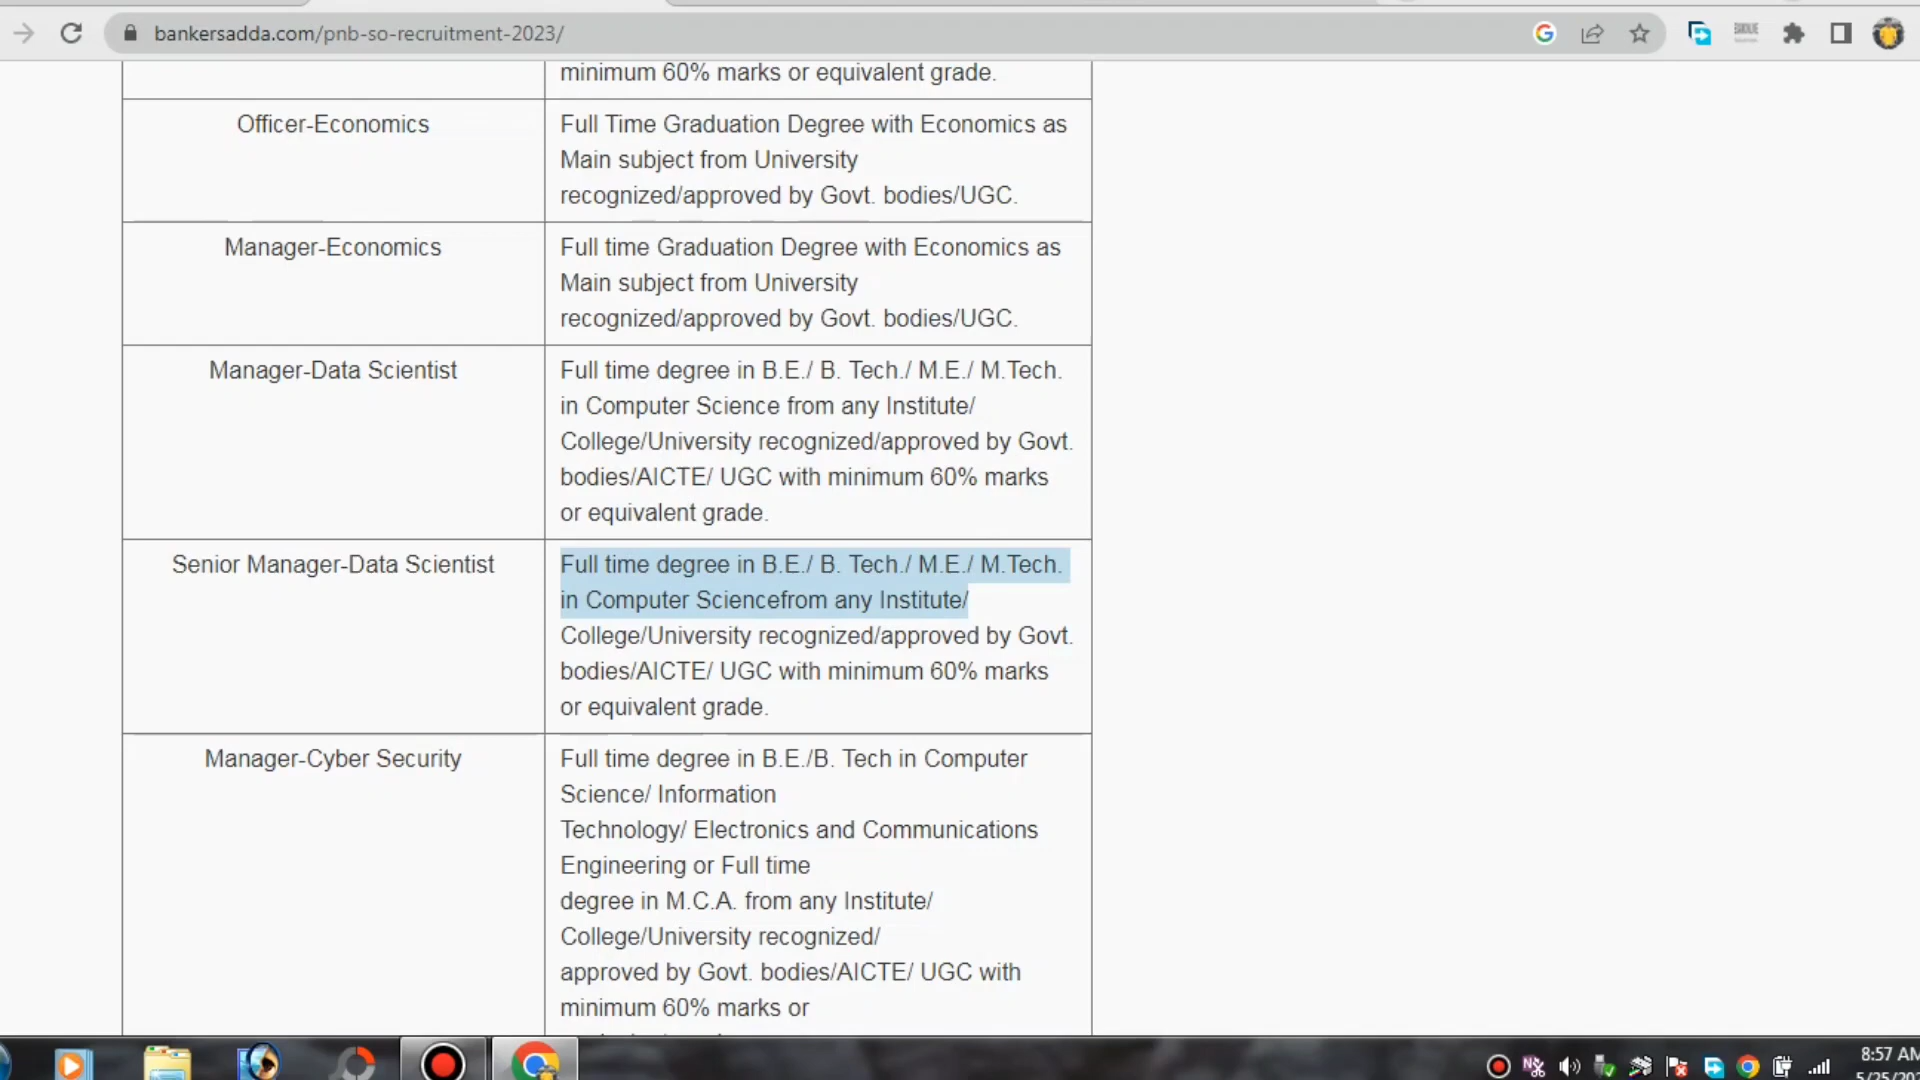 bankersadda.com/pnb-so-recruitment-2023/
minimum 60% marks or equivalent grade.
Officer-Economics
Full Time Graduation Degree with Economics as
Main subject from University
recognized/approved by Govt. bodies/UGC.
Manager-Economics
Full time Graduation Degree with Economics as
Main subject from University
recognized/approved by Govt. bodies/UGC.
Manager-Data Scientist
Full time degree in B.E./ B. Tech./ M.E./ M.Tech.
in Computer Science from any Institute/
College/University recognized/approved by Govt.
bodies/AICTE/ UGC with minimum 60% marks
or equivalent grade.
Senior Manager-Data Scientist
Full time degree in B.E./ B. Tech./ M.E./ M.Tech.
in Computer Sciencefrom any Institute/
College/University recognized/approved by Govt.
bodies/AICTE/ UGC with minimum 60% marks
or equivalent grade.
Manager-Cyber Security
Full time degree in B.E./B. Tech in Computer
Science/ Information
Technology/ Electronics and Communications
Engineering or Full time
degree in M.C.A. from any Institute/
College/University recognized/
approved by Govt. bodies/AICTE/ UGC with
minimum 60% marks or
8:57 AM